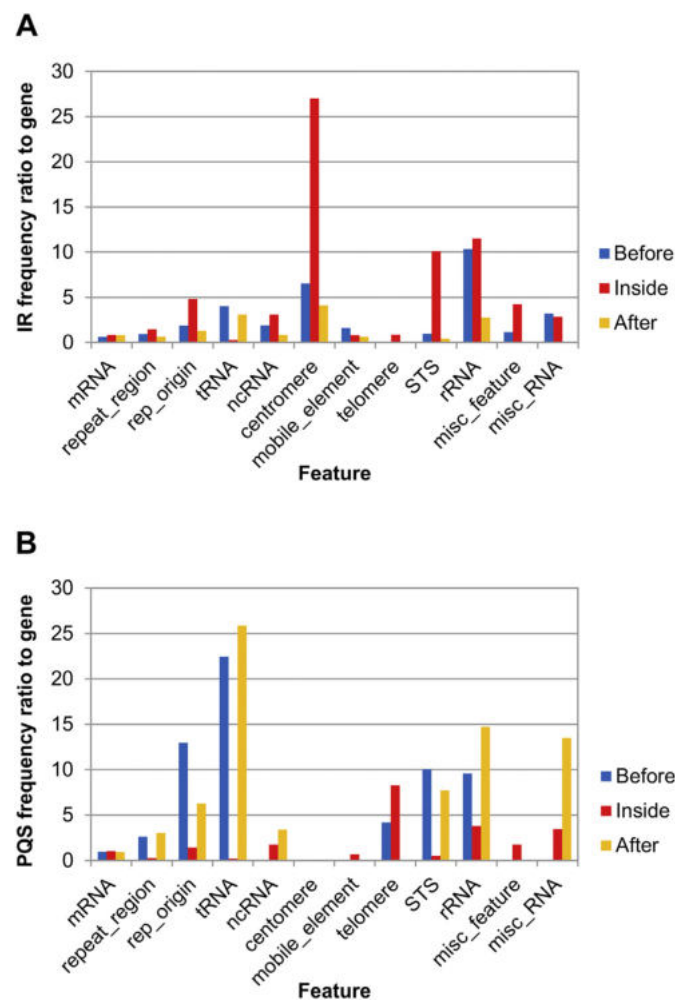 A
IR frequency ratio to gene
30
25
20
15
10
5
0
mRNA
repeat_region
rep_origin
tRNA
ncRNA
centromere
mobile_element
telomere
STS
rRNA
misc_feature
misc_RNA
Feature
Before
Inside
After
B
PQS frequency ratio to gene
30
25
20
15
10
5
0
mRNA
repeat_region
rep_origin
tRNA
ncRNA
centomere
mobile_element
telomere
STS
rRNA
misc_feature
misc_RNA
Feature
Before
Inside
After